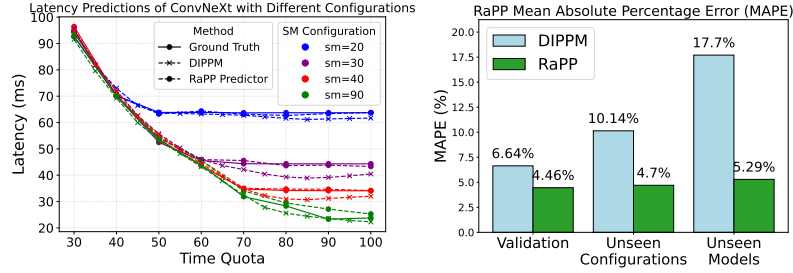 Latency Predictions of ConvNeXt with Different Configurations
Latency (ms)
100
90
80
70
60
50
40
30
20
Method
Ground Truth
DIPPM
RaPP Predictor
SM Configuration
sm=20
sm=30
sm=40
sm=90
30 40 50 60 70 80 90 100
Time Quota
RaPP Mean Absolute Percentage Error (MAPE)
MAPE (%)
20.0
17.5
15.0
12.5
10.0
7.5
5.0
2.5
0.0
DIPPM
RaPP
6.64%
4.46%
10.14%
4.7%
17.7%
5.29%
Validation
Unseen
Configurations
Unseen
Models